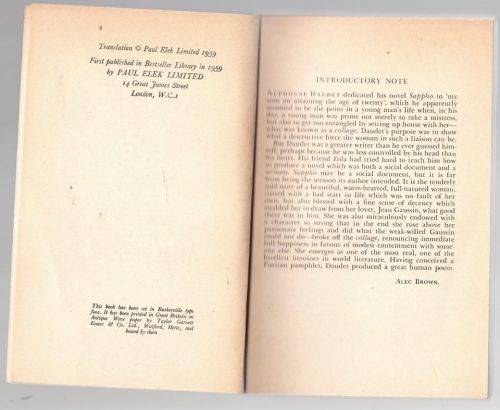 2
Translation © Paul Elek Limited 1959
First published in Bestseller Library in 1959
by PAUL ELEK LIMITED
14 Great James Street
London, W.C.1
This book has been set in Baskerville type
face. It has been printed in Great Britain on
Antique Wove paper by Taylor Garnett
Evans & Co. Ltd., Watford, Herts, and
bound by them
INTRODUCTORY NOTE
ALPHONSE DAUDET dedicated his novel Sappho to 'my
sons on attaining the age of twenty', which he apparently
assumed to be the point in a young man's life when, in his
day, a young man was prone not merely to take a mistress,
but also to get too entangled by setting up house with her—
what was known as a collage. Daudet's purpose was to show
what a destructive force the woman in such a liaison can be.
But Daudet was a greater writer than he ever guessed him-
self, perhaps because he was less controlled by his head than
his heart. His friend Zola had tried hard to teach him how
to produce a novel which was both a social document and a
sermon. Sappho may be a social document, but it is far
from being the sermon its author intended. It is the tenderly
told story of a beautiful, warm-hearted, full-natured woman,
cursed with a bad start in life which was no fault of her
own, but also blessed with a fine sense of decency which
enabled her to draw from her lover, Jean Gaussin, what good
there was in him. She was also miraculously endowed with
a character so strong that in the end she rose above her
passionate feelings and did what the weak-willed Gaussin
could not do—broke off the collage, renouncing immediate
full happiness in favour of modest contentment with some-
one else. She emerges as one of the most real, one of the
loveliest heroines in world literature. Having conceived a
Puritan pamphlet, Daudet produced a great human poem.
ALEC BROWN.